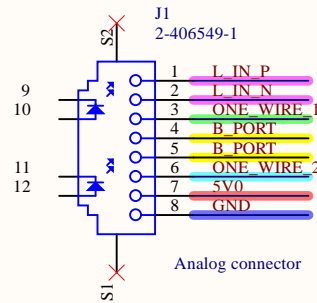 J1
2-406549-1
S2
1 L_IN_P
9 2 L_IN_N
10 3 ONE_WIRE_1
4 B_PORT
5 B_PORT
11 6 ONE_WIRE_2
12 7 5V0
8 GND
S1
Analog connector